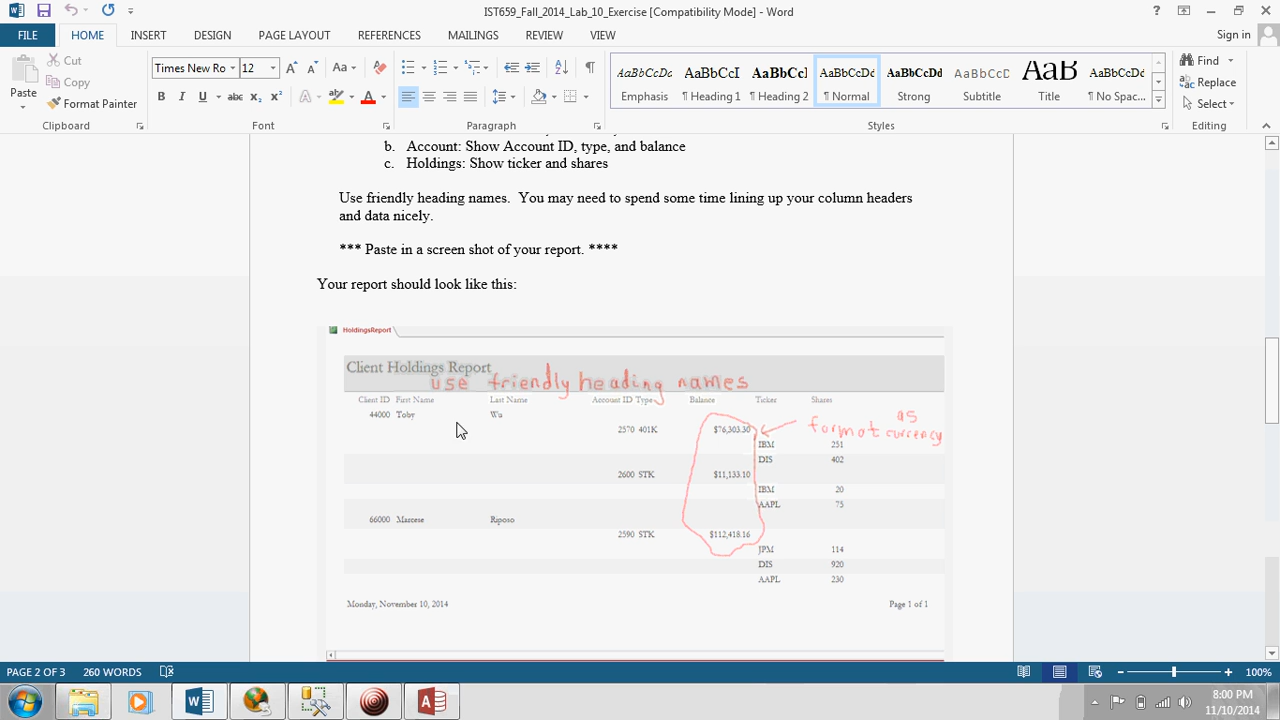 IST659_Fall_2014_Lab_10_Exercise [Compatibility Mode] - Word
FILE HOME INSERT DESIGN PAGE LAYOUT REFERENCES MAILINGS REVIEW VIEW Sign in
Cut
Copy
Format Painter
Paste
Clipboard
Times New Ro 12
Font
Paragraph
AaBbCcDc AaBbCcI AaBbCcI AaBbCcDd AaBbCcDd AaBbCcD AaB AaBbCcDd
Emphasis ¶ Heading 1 ¶ Heading 2 ¶ Normal Strong Subtitle Title ¶ No Spac...
Styles
Find
Replace
Select
Editing
b. Account: Show Account ID, type, and balance
c. Holdings: Show ticker and shares
Use friendly heading names. You may need to spend some time lining up your column headers
and data nicely.
*** Paste in a screen shot of your report. ****
Your report should look like this:
HoldingsReport
Client Holdings Report
use friendly heading names
Client ID First Name Last Name Account ID Type Balance Ticker Shares
44000 Toby Wu
format as currency
2570 401K $76,303.30
IBM 251
DIS 402
2600 STK $11,133.10
IBM 20
AAPL 75
66000 Marcese Riposo
2590 STK $112,418.16
JPM 114
DIS 920
AAPL 230
Monday, November 10, 2014 Page 1 of 1
PAGE 2 OF 3 260 WORDS 100%
8:00 PM
11/10/2014